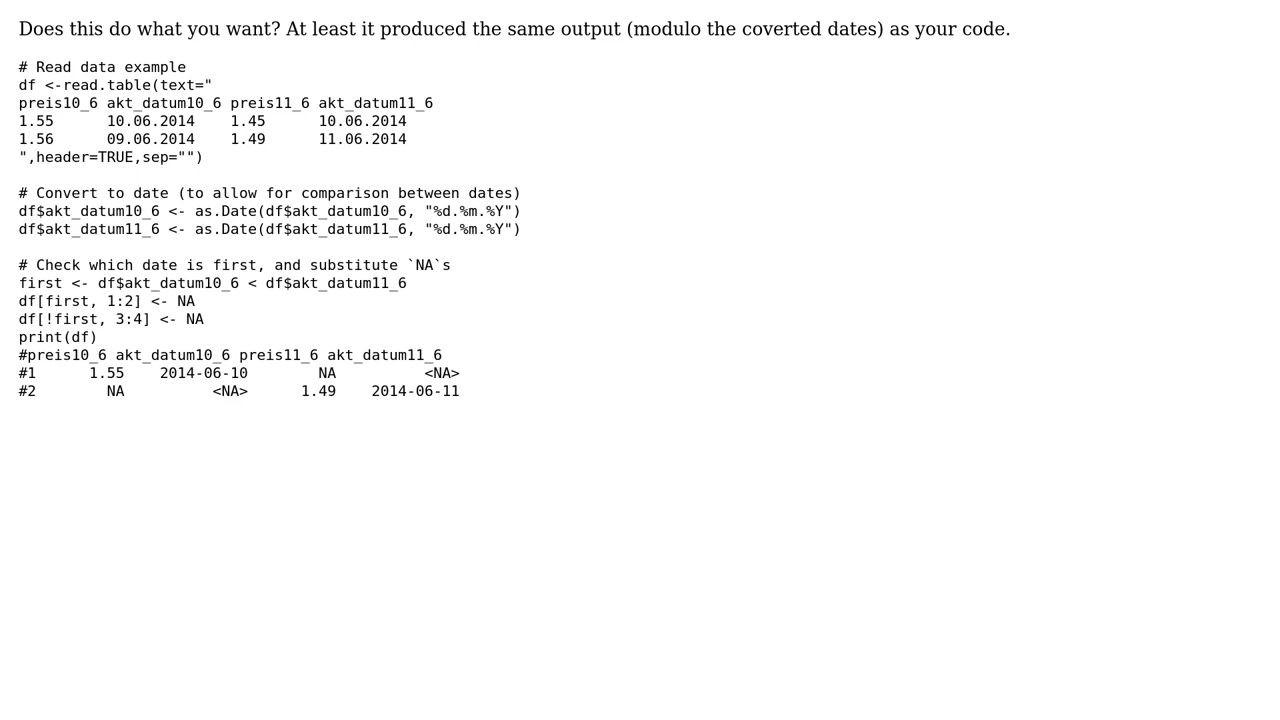 Does this do what you want? At least it produced the same output (modulo the coverted dates) as your code.
# Read data example
df <-read.table(text="
preis10_6 akt_datum10_6 preis11_6 akt_datum11_6
1.55      10.06.2014    1.45      10.06.2014
1.56      09.06.2014    1.49      11.06.2014
",header=TRUE,sep="")
# Convert to date (to allow for comparison between dates)
df$akt_datum10_6 <- as.Date(df$akt_datum10_6, "%d.%m.%Y")
df$akt_datum11_6 <- as.Date(df$akt_datum11_6, "%d.%m.%Y")
# Check which date is first, and substitute `NA`s
first <- df$akt_datum10_6 < df$akt_datum11_6
df[first, 1:2] <- NA
df[!first, 3:4] <- NA
print(df)
#preis10_6 akt_datum10_6 preis11_6 akt_datum11_6
#1      1.55    2014-06-10        NA          <NA>
#2        NA          <NA>      1.49    2014-06-11